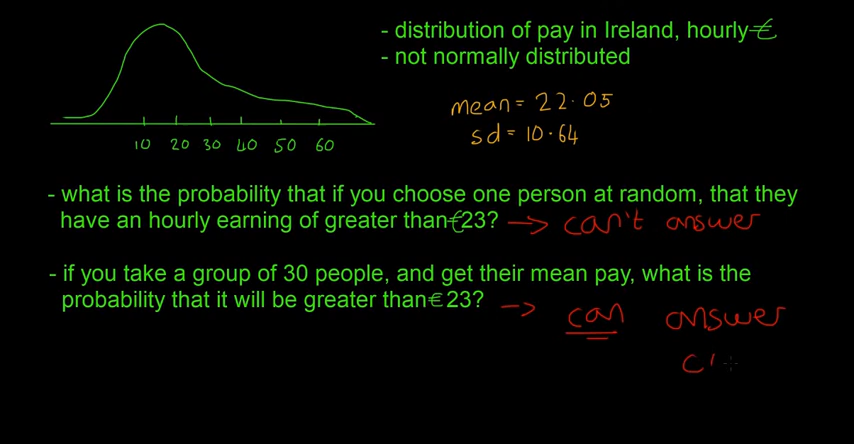 - distribution of pay in Ireland, hourly €
- not normally distributed
mean = 22.05
sd = 10.64
10 20 30 40 50 60
- what is the probability that if you choose one person at random, that they
have an hourly earning of greater than €23? → can't answer
- if you take a group of 30 people, and get their mean pay, what is the
probability that it will be greater than € 23? → can answer